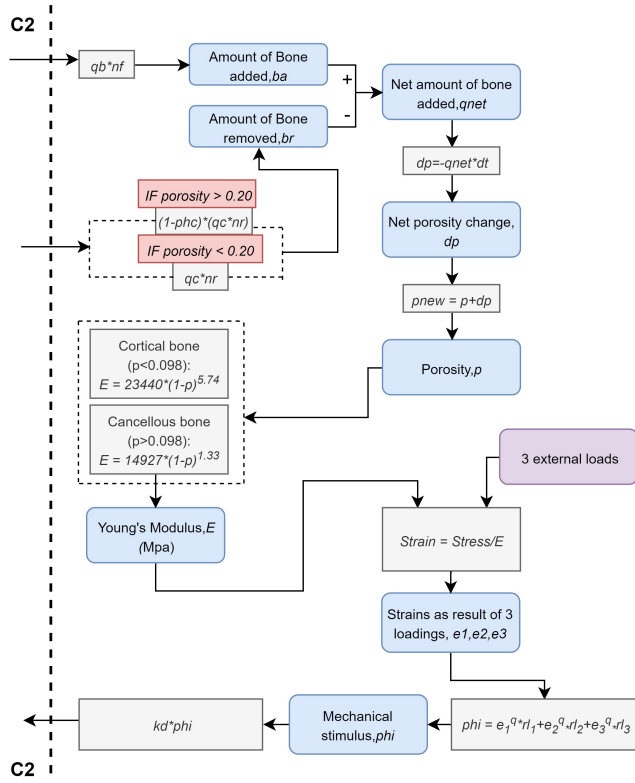 C2
qb*nf
Amount of Bone
added,ba
+
-
Net amount of bone
added,qnet
Amount of Bone
removed,br
dp=-qnet*dt
IF porosity > 0.20
(1-phc)*(qc*nr)
IF porosity < 0.20
qc*nr
Net porosity change,
dp
pnew = p+dp
Cortical bone
(p<0.098):
E = 23440*(1-p)^5.74
Cancellous bone
(p>0.098):
E = 14927*(1-p)^1.33
Porosity,p
3 external loads
Young's Modulus,E
(Mpa)
Strain = Stress/E
Strains as result of 3
loadings, e1,e2,e3
kd*phi
Mechanical
stimulus,phi
phi = e₁^q*rl₁+e₂^q*rl₂+e₃^q*rl₃
C2